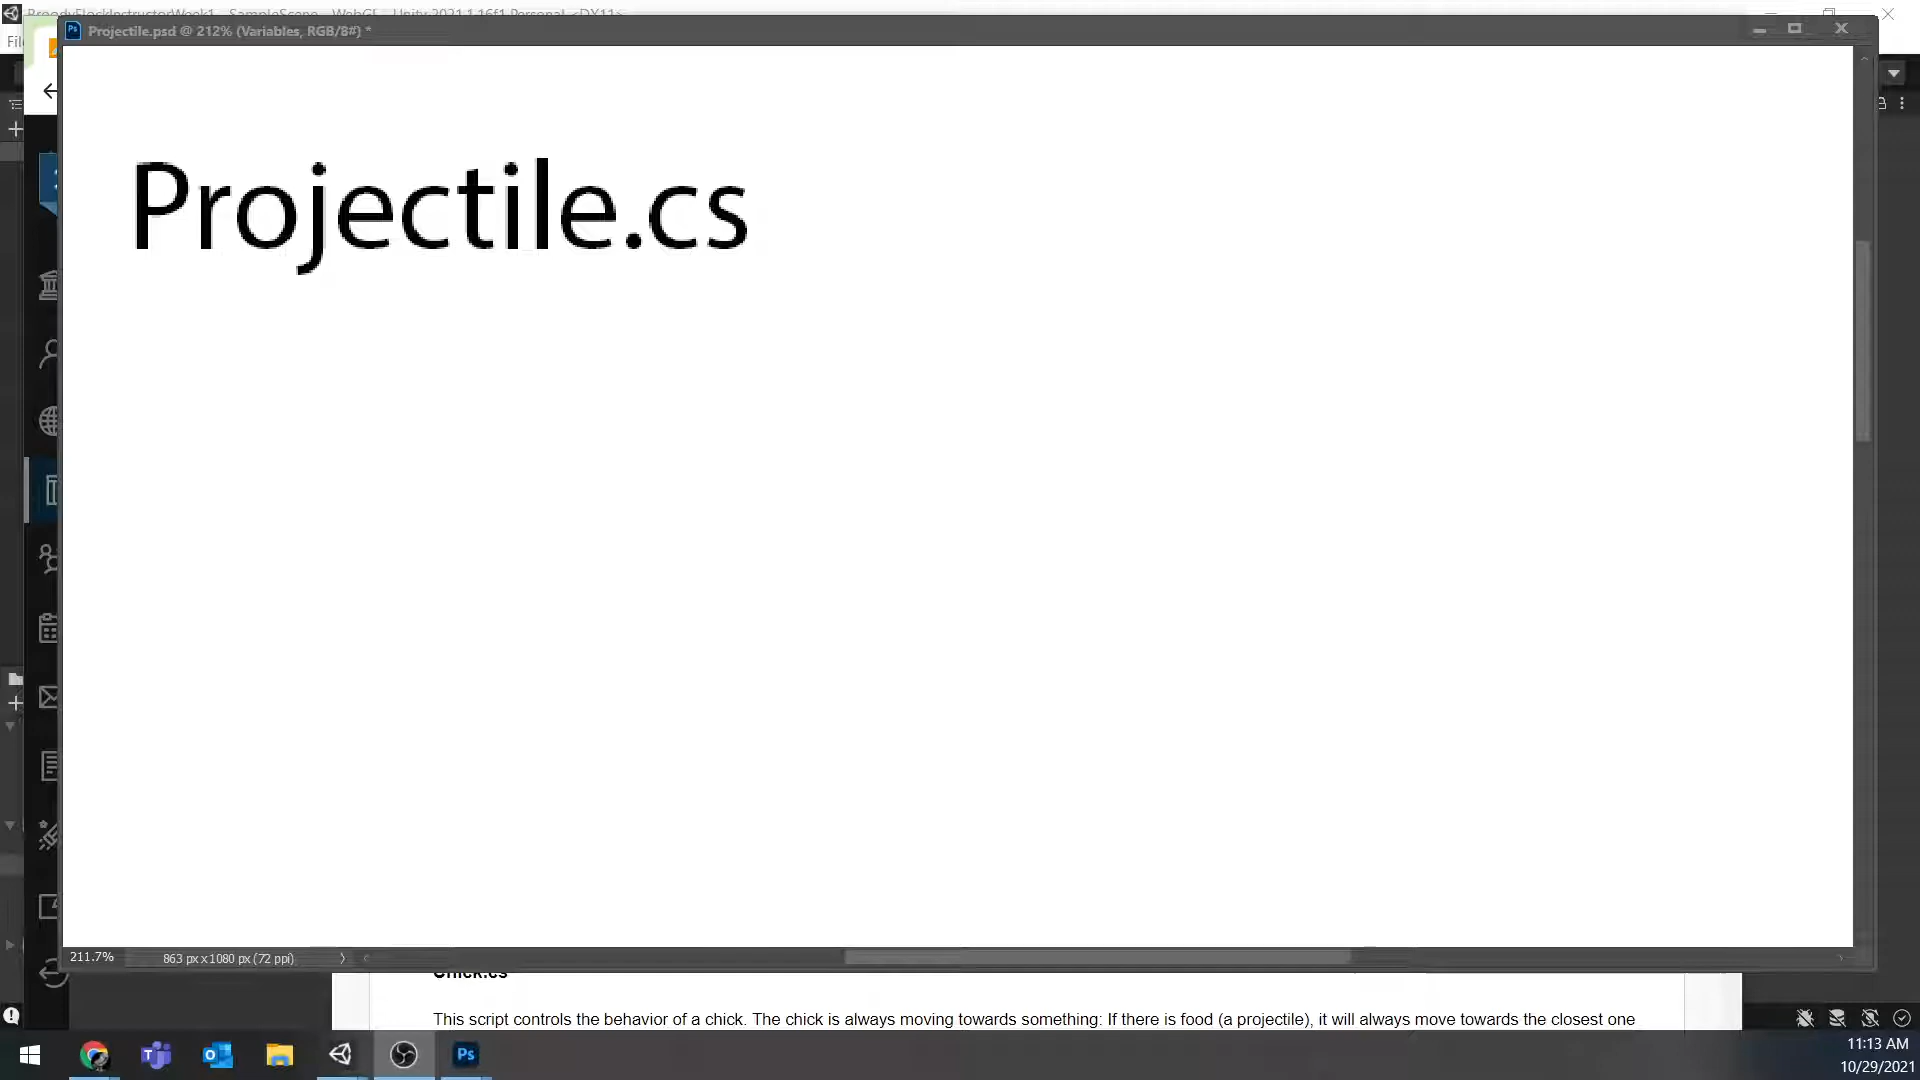 Projectile.psd @ 212% (Variables, RGB/8#) *
Projectile.cs
211.7%
863 px x 1080 px (72 ppi)
This script controls the behavior of a chick. The chick is always moving towards something: If there is food (a projectile), it will always move towards the closest one
11:13 AM
10/29/2021